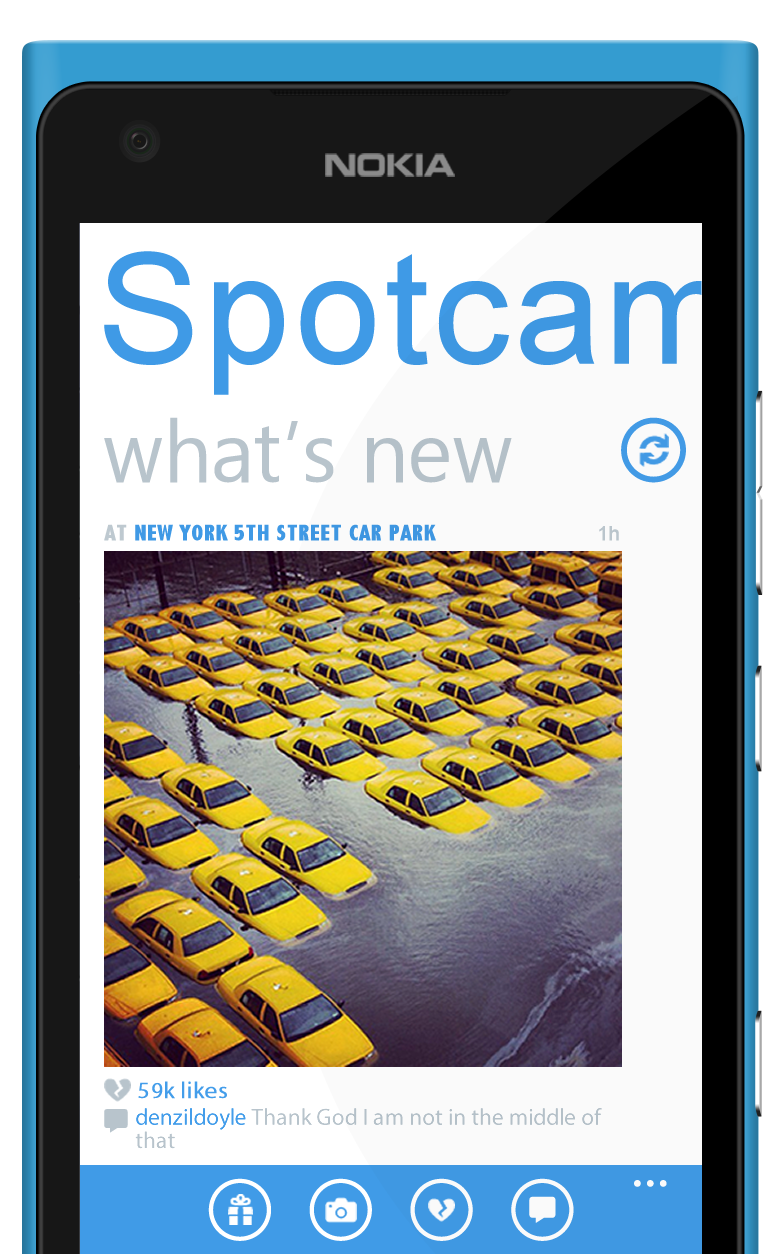 NOKIA
Spotcam
what's new
AT NEW YORK 5TH STREET CAR PARK 1h
59k likes
denzildoyle Thank God I am not in the middle of
that